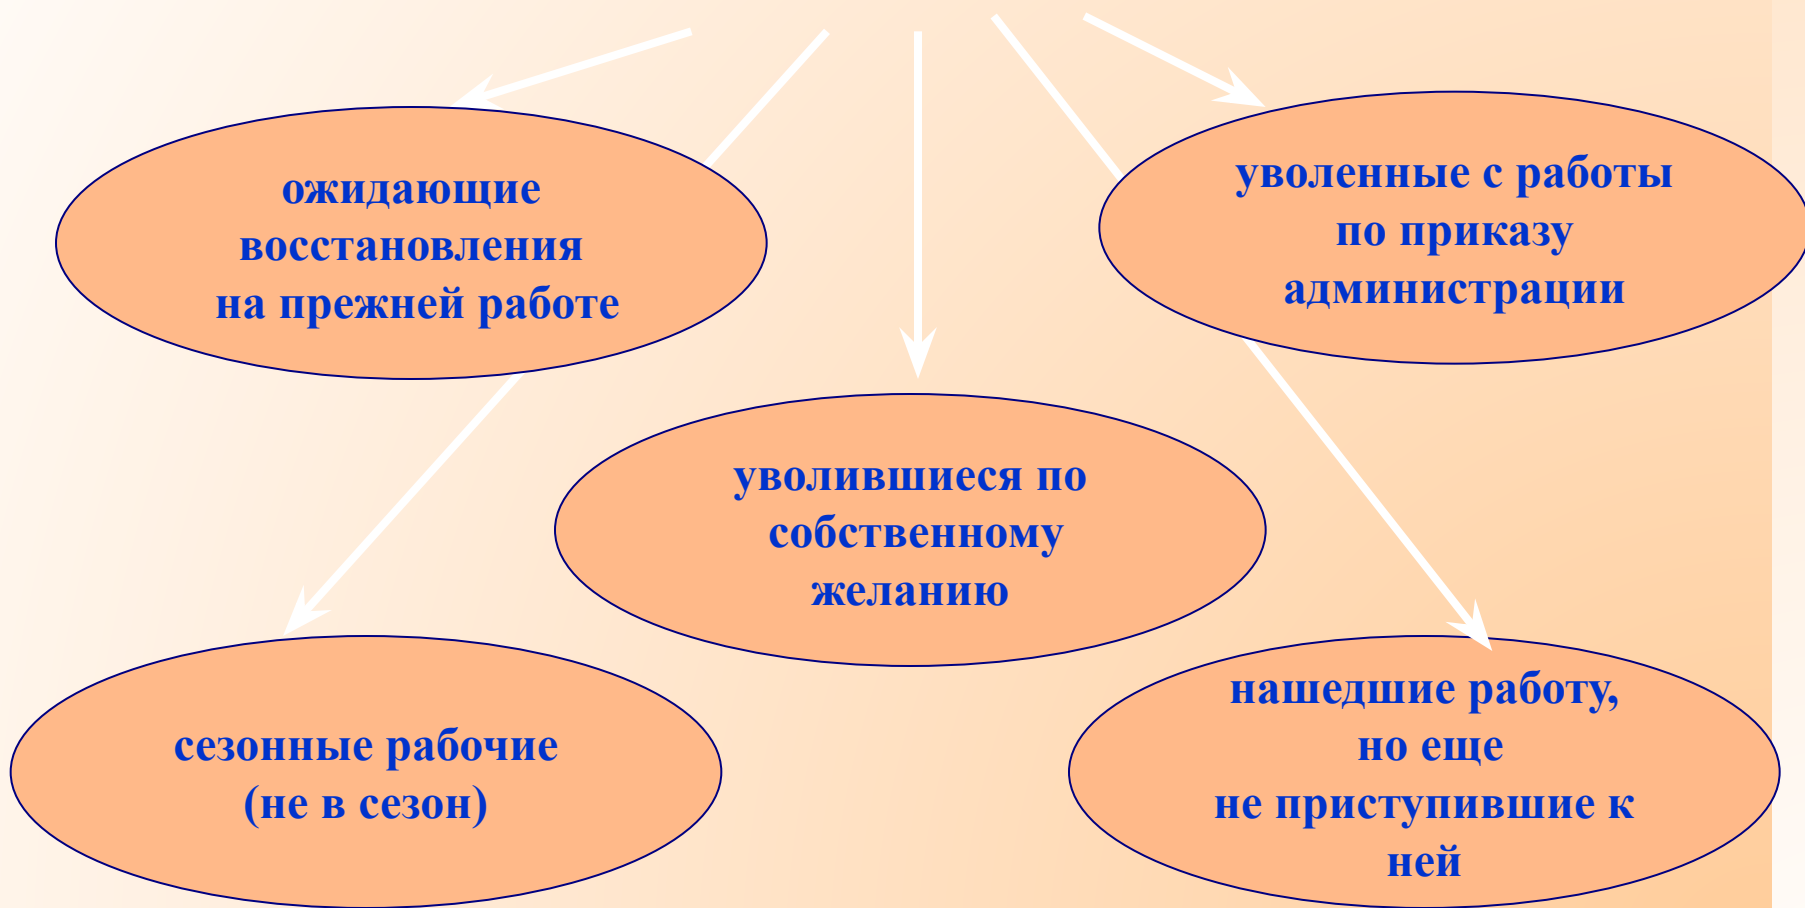 ожидающие
восстановления
на прежней работе
уволенные с работы
по приказу
администрации
уволившиеся по
собственному
желанию
сезонные рабочие
(не в сезон)
нашедшие работу,
но еще
не приступившие к
ней